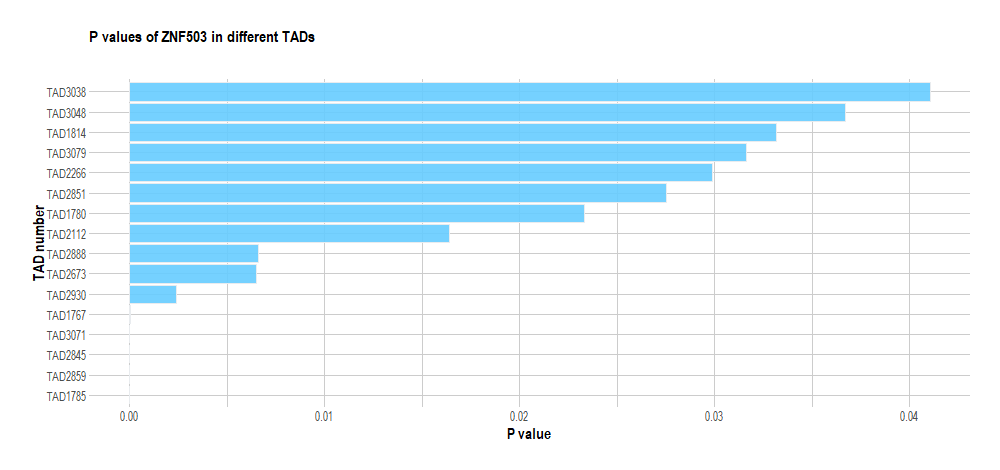 P values of ZNF503 in different TADs
TAD number
TAD3038
TAD3048
TAD1814
TAD3079
TAD2266
TAD2851
TAD1780
TAD2112
TAD2888
TAD2673
TAD2930
TAD1767
TAD3071
TAD2845
TAD2859
TAD1785
0.00 0.01 0.02 0.03 0.04
P value